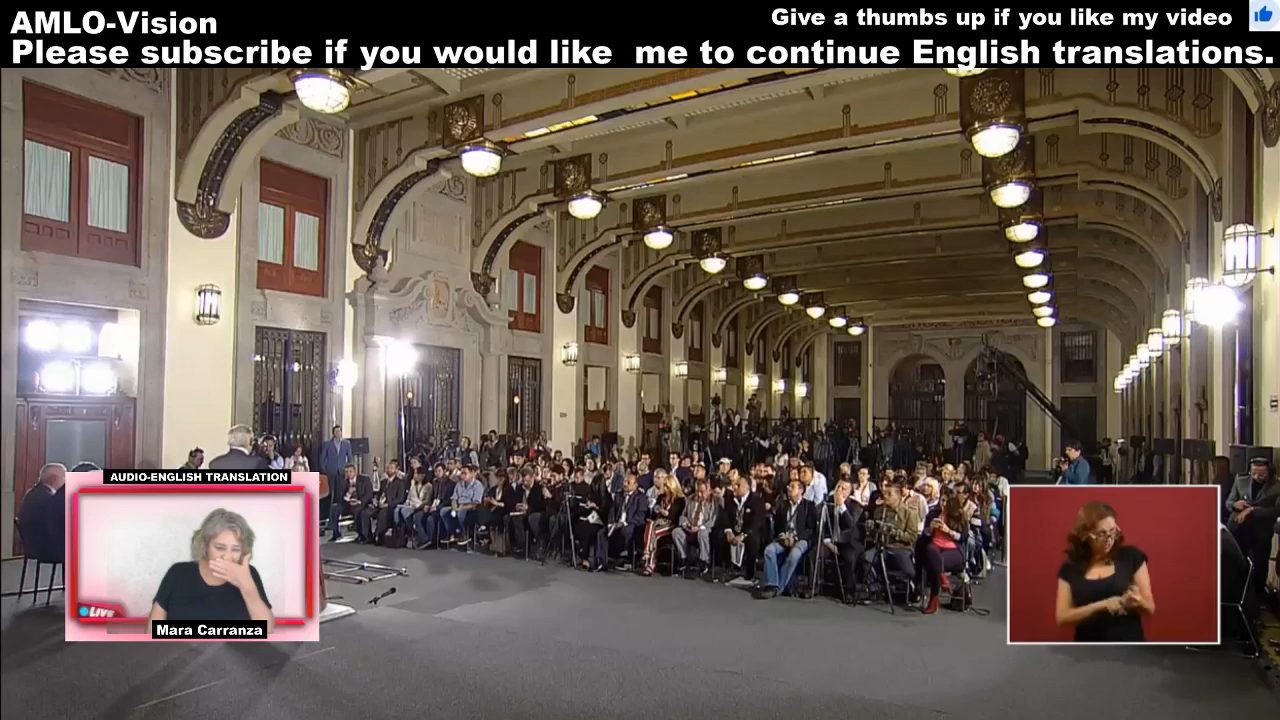 AMLO-Vision
Give a thumbs up if you like my video
Please subscribe if you would like me to continue English translations.
AUDIO-ENGLISH TRANSLATION
LIVE
Mara Carranza